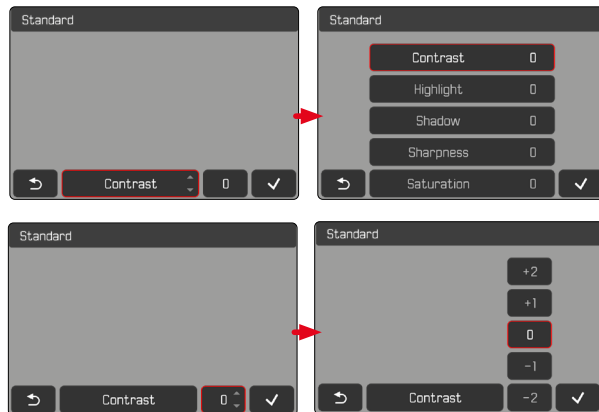 Standard
Contrast 0
Standard
Contrast 0
Highlight 0
Shadow 0
Sharpness 0
Saturation 0
Standard
Contrast 0
Standard
+2
+1
0
-1
Contrast -2